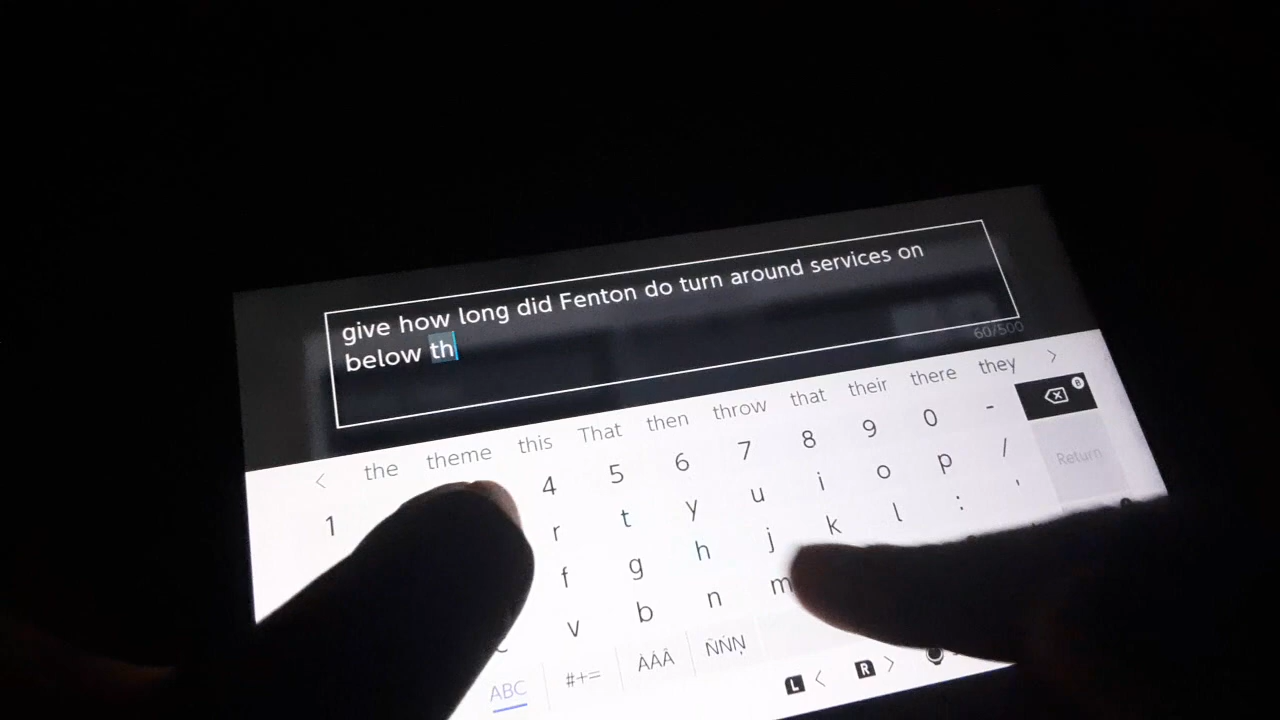 give how long did Fenton do turn around services on
below th
60/500
< the theme this That then throw that their there they >
1 4 5 6 7 8 9 0 -
r t y u i o p / Return
f g h j k l : '
v b n m
ABC #+= ÀÁÂ ÑŃŅ
L < R >